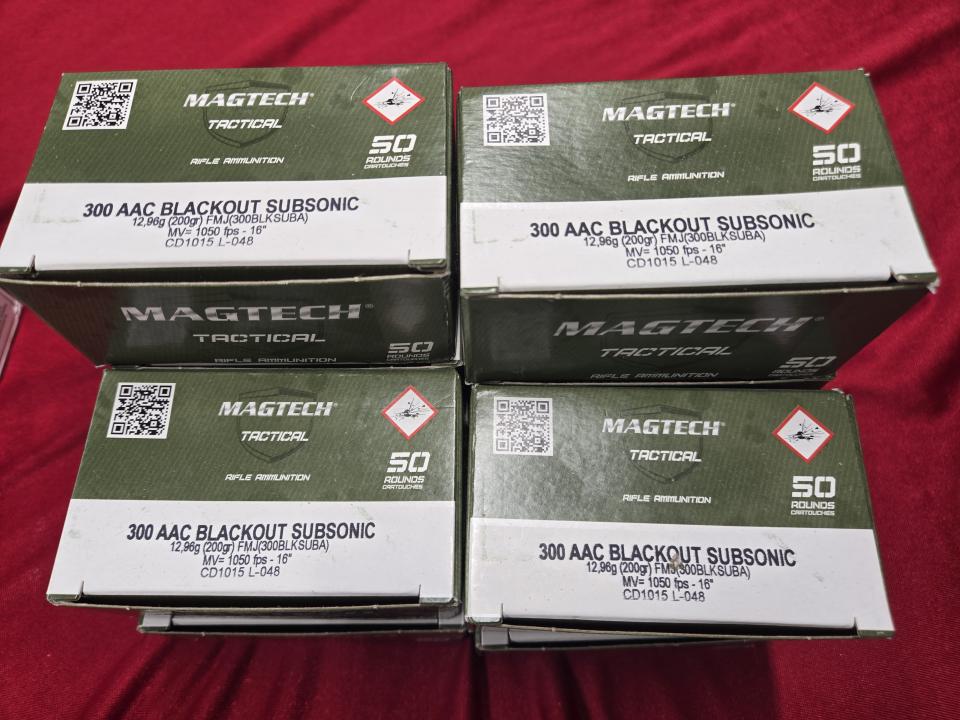 MAGTECH®
TACTICAL
RIFLE AMMUNITION
50
ROUNDS
CARTOUCHES
300 AAC BLACKOUT SUBSONIC
12,96g (200gr) FMJ(300BLKSUBA)
MV= 1050 fps - 16"
CD1015 L-048
MAGTECH®
TACTICAL
RIFLE AMMUNITION
50
ROUNDS
CARTOUCHES
MAGTECH®
TACTICAL
RIFLE AMMUNITION
50
ROUNDS
CARTOUCHES
300 AAC BLACKOUT SUBSONIC
12,96g (200gr) FMJ(300BLKSUBA)
MV= 1050 fps - 16"
CD1015 L-048
MAGTECH®
TACTICAL
RIFLE AMMUNITION
50
ROUNDS
MAGTECH®
TACTICAL
RIFLE AMMUNITION
50
ROUNDS
CARTOUCHES
300 AAC BLACKOUT SUBSONIC
12,96g (200gr) FMJ(300BLKSUBA)
MV= 1050 fps - 16"
CD1015 L-048
MAGTECH®
TACTICAL
RIFLE AMMUNITION
50
ROUNDS
CARTOUCHES
300 AAC BLACKOUT SUBSONIC
12,96g (200gr) FMJ(300BLKSUBA)
MV= 1050 fps - 16"
CD1015 L-048